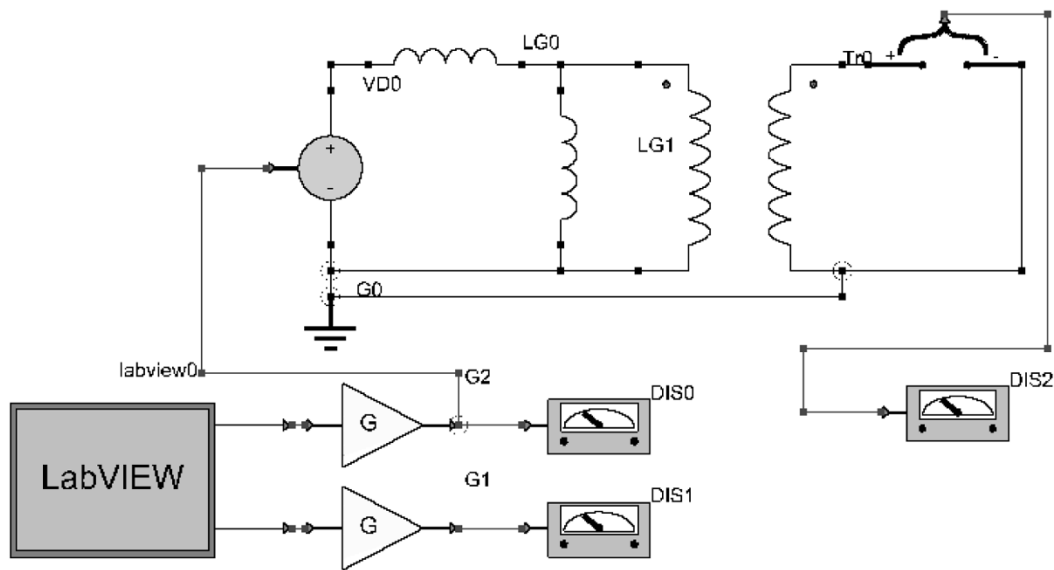 LG0
Tr0
+
-
VD0
+
-
LG1
G0
labview0
G2
DIS0
DIS2
G
LabVIEW
G1
DIS1
G